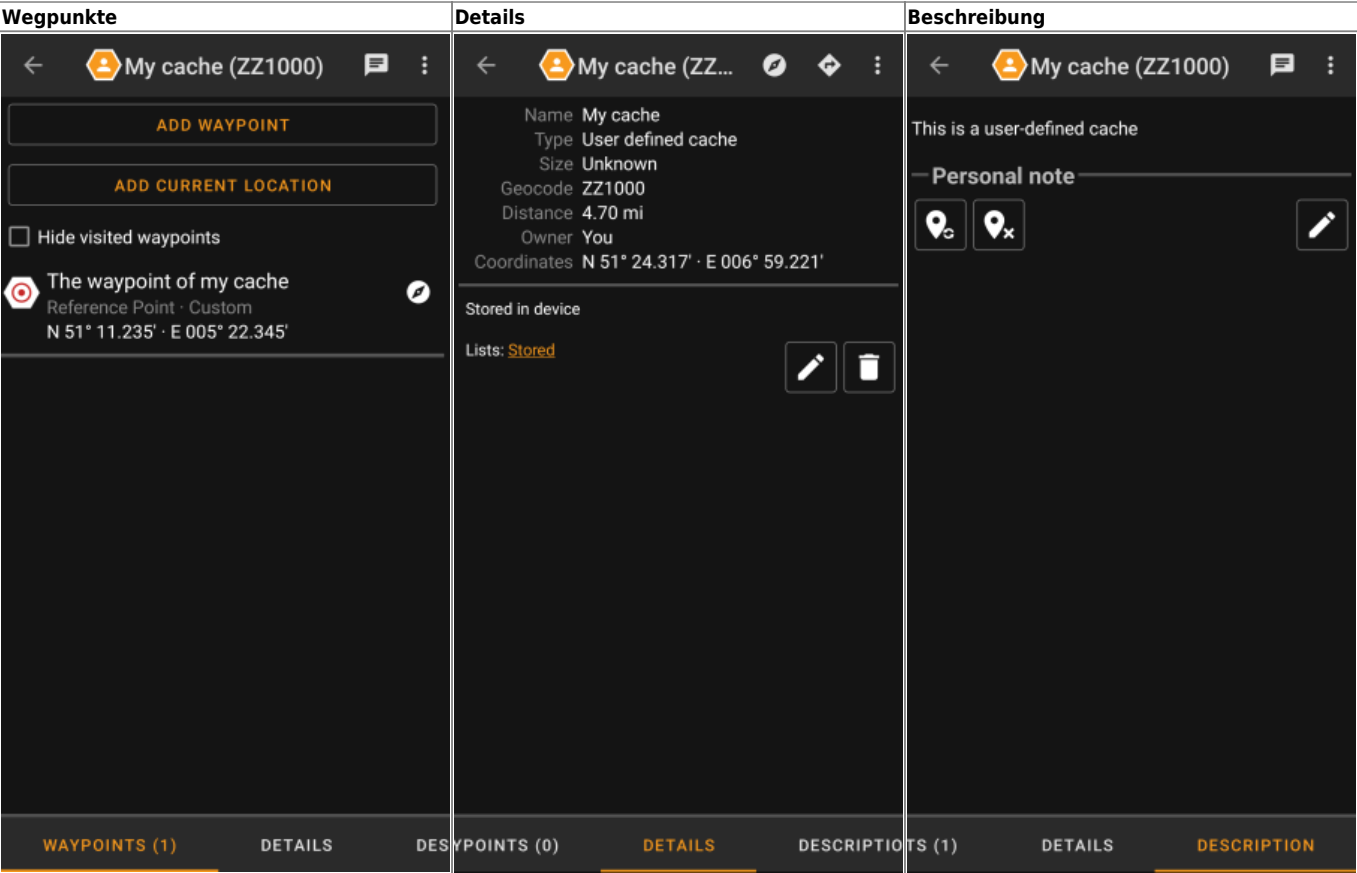 Wegpunkte
My cache (ZZ1000)
ADD WAYPOINT
ADD CURRENT LOCATION
Hide visited waypoints
The waypoint of my cache
Reference Point · Custom
N 51° 11.235' · E 005° 22.345'
WAYPOINTS (1) DETAILS DES
Details
My cache (ZZ...
Name My cache
Type User defined cache
Size Unknown
Geocode ZZ1000
Distance 4.70 mi
Owner You
Coordinates N 51° 24.317' · E 006° 59.221'
Stored in device
Lists: Stored
YPOINTS (0) DETAILS DESCRIPTIO
Beschreibung
My cache (ZZ1000)
This is a user-defined cache
Personal note
TS (1) DETAILS DESCRIPTION